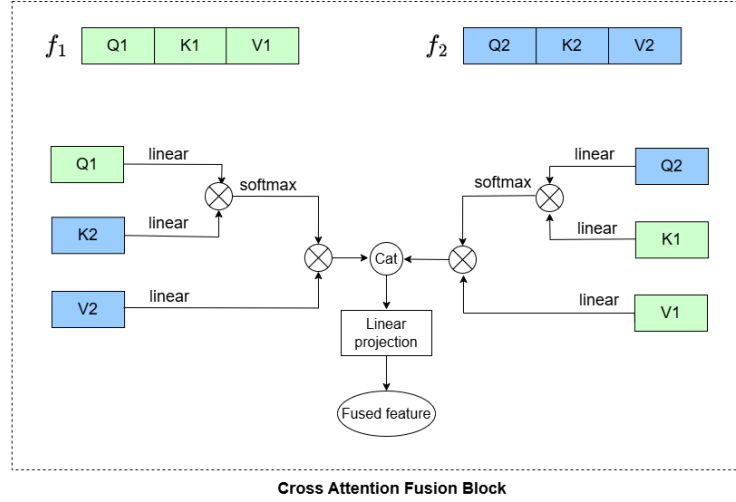 f1 Q1 K1 V1 f2 Q2 K2 V2
Q1 linear softmax
K2 linear
V2 linear
linear Q2
softmax
K1 linear
V1 linear
Cat
Linear
projection
Fused feature
Cross Attention Fusion Block